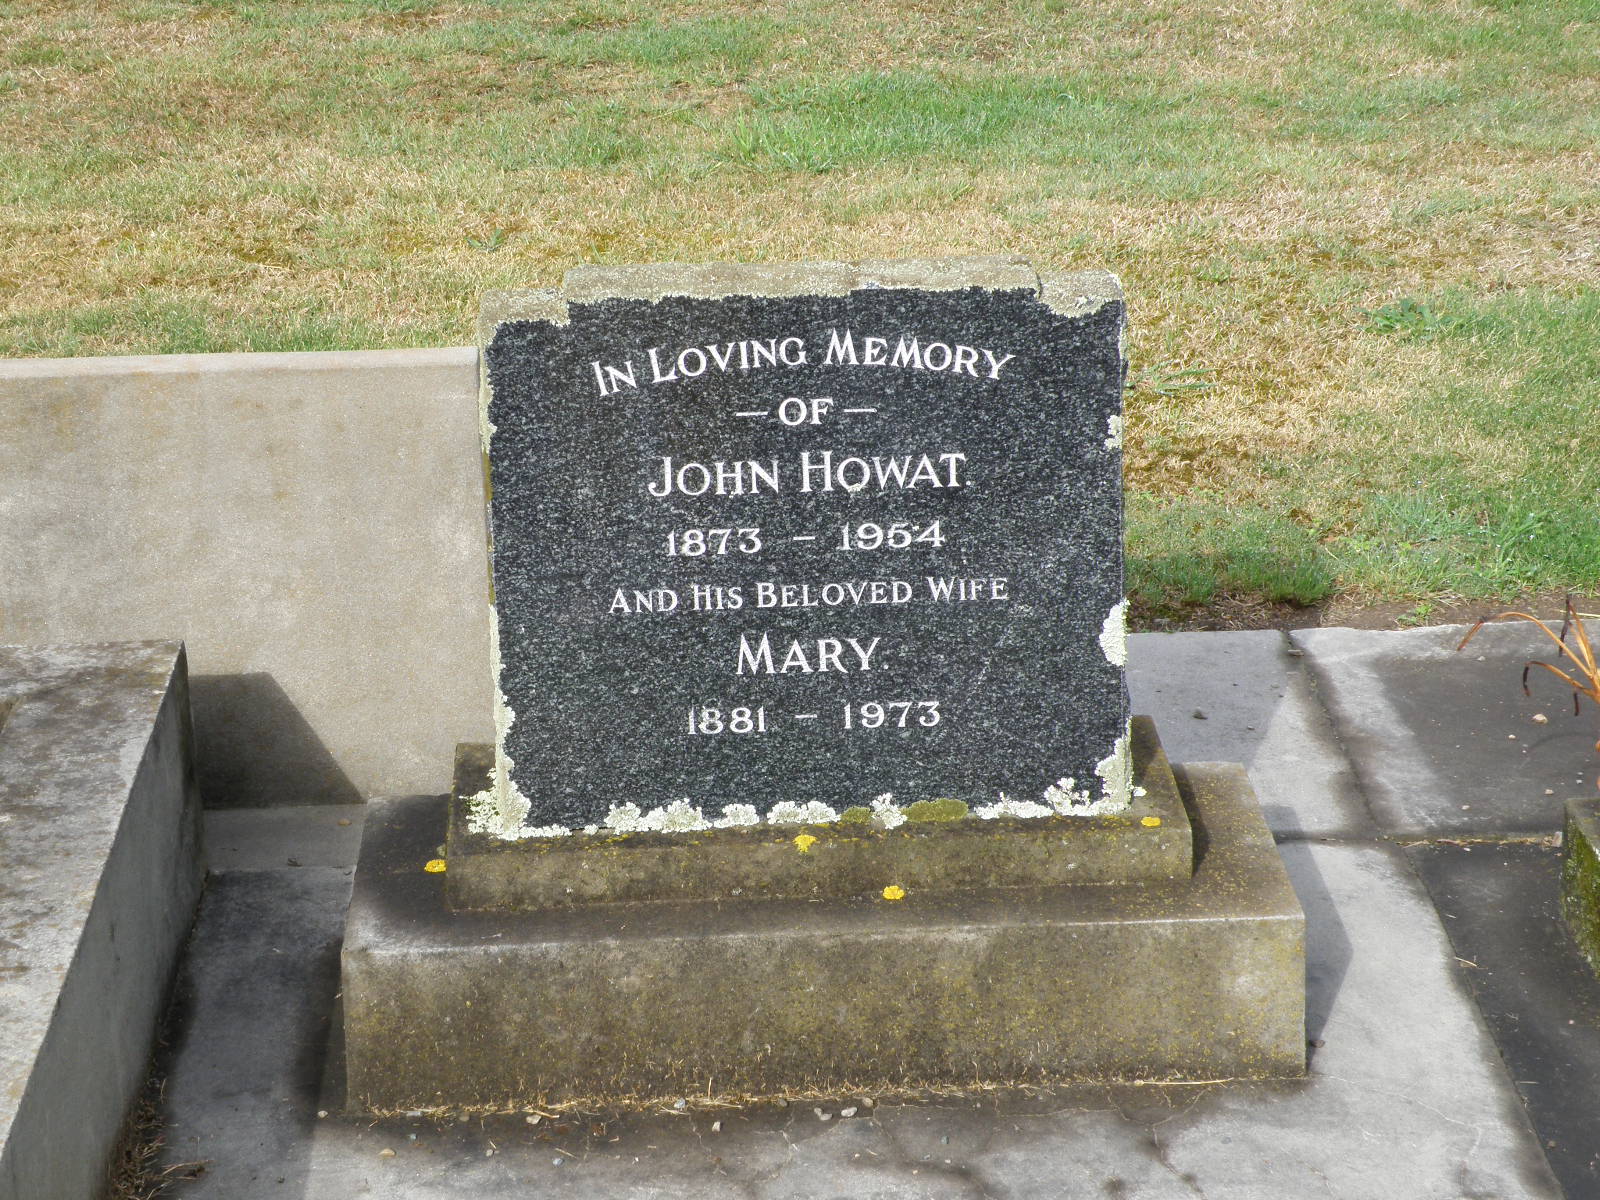 In Loving Memory
— OF —
John Howat.
1873 – 1954
And His Beloved Wife
Mary.
1881 – 1973